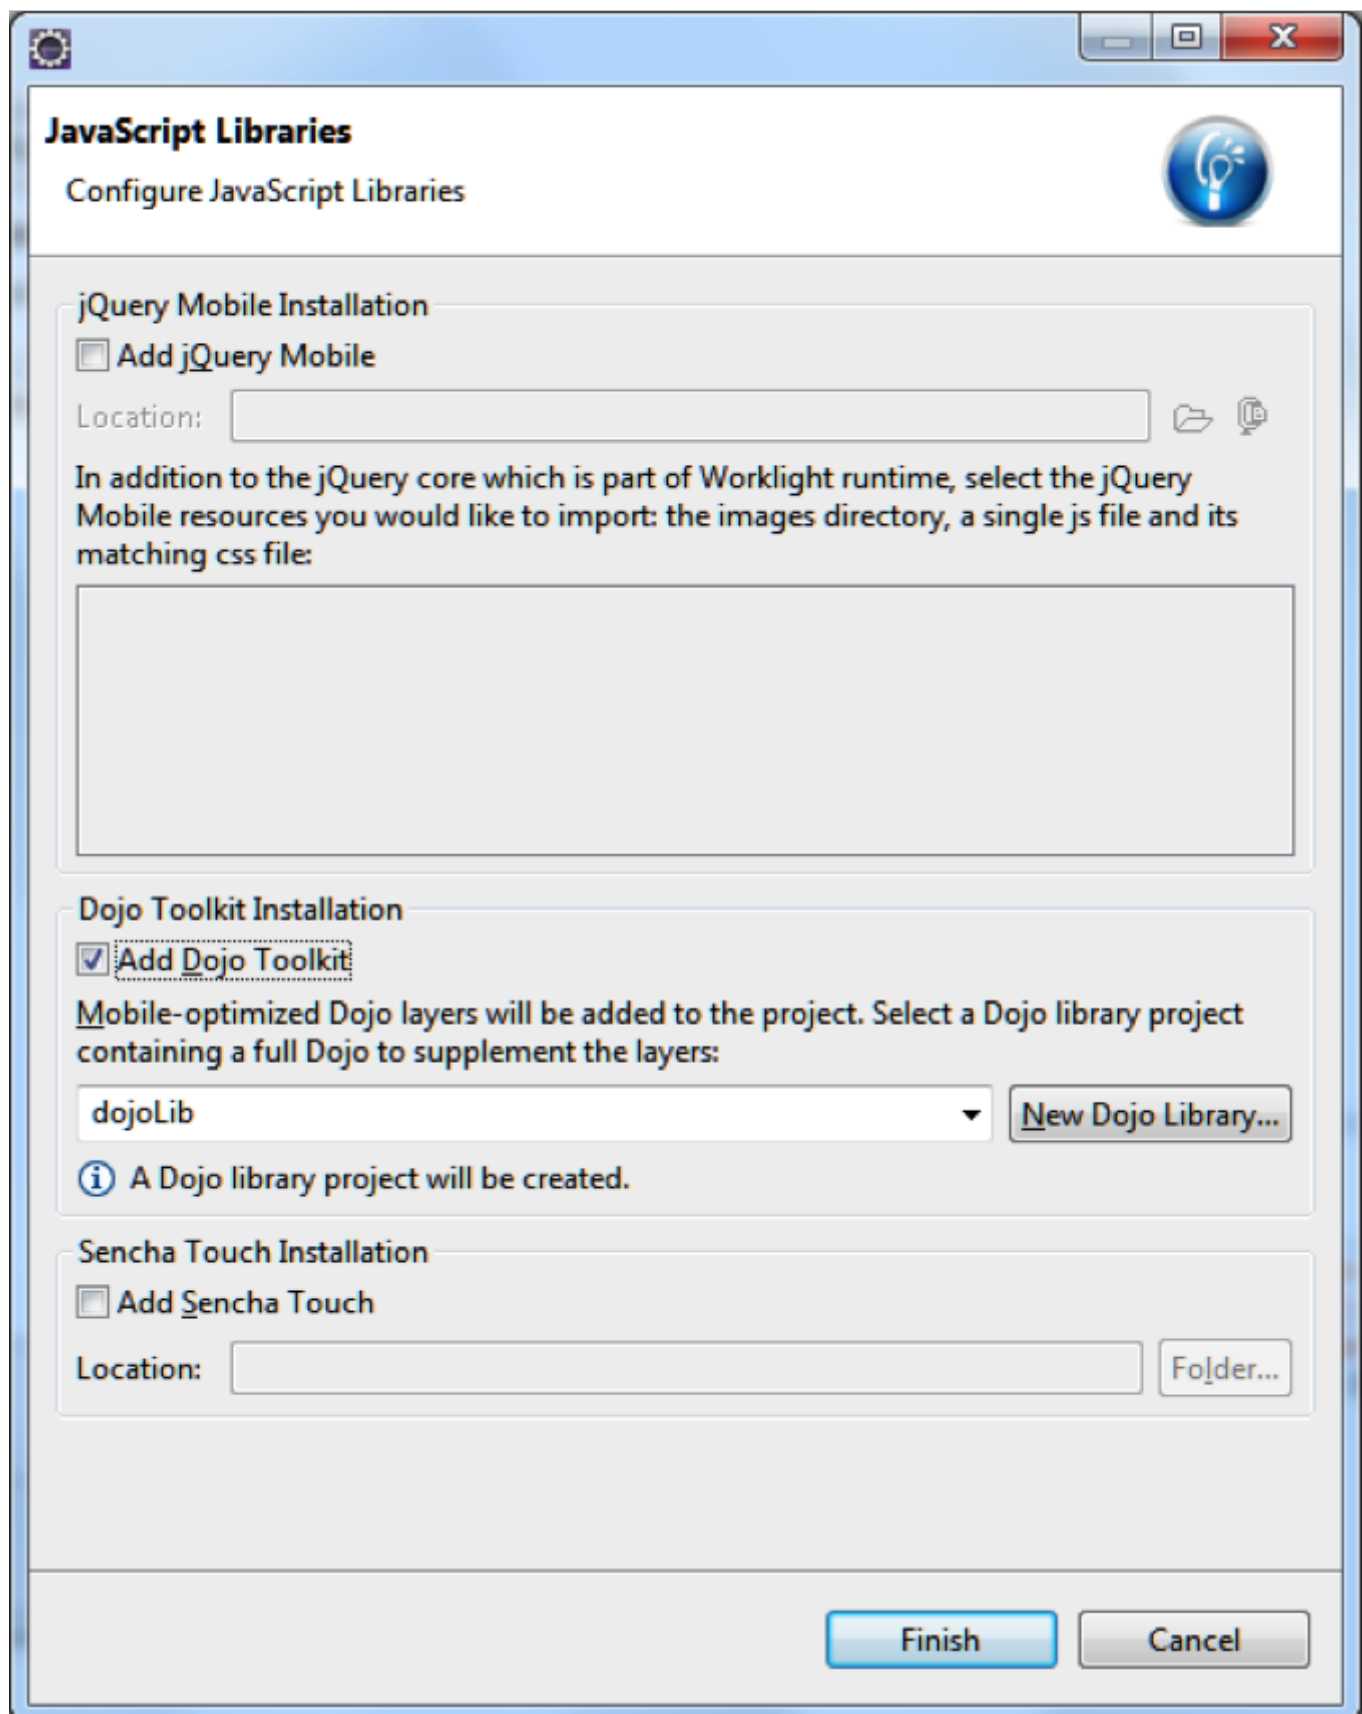 JavaScript Libraries
Configure JavaScript Libraries
jQuery Mobile Installation
Add jQuery Mobile
Location:
In addition to the jQuery core which is part of Worklight runtime, select the jQuery
Mobile resources you would like to import: the images directory, a single js file and its
matching css file:
Dojo Toolkit Installation
Add Dojo Toolkit
Mobile-optimized Dojo layers will be added to the project. Select a Dojo library project
containing a full Dojo to supplement the layers:
dojoLib
New Dojo Library...
A Dojo library project will be created.
Sencha Touch Installation
Add Sencha Touch
Location:
Folder...
Finish
Cancel